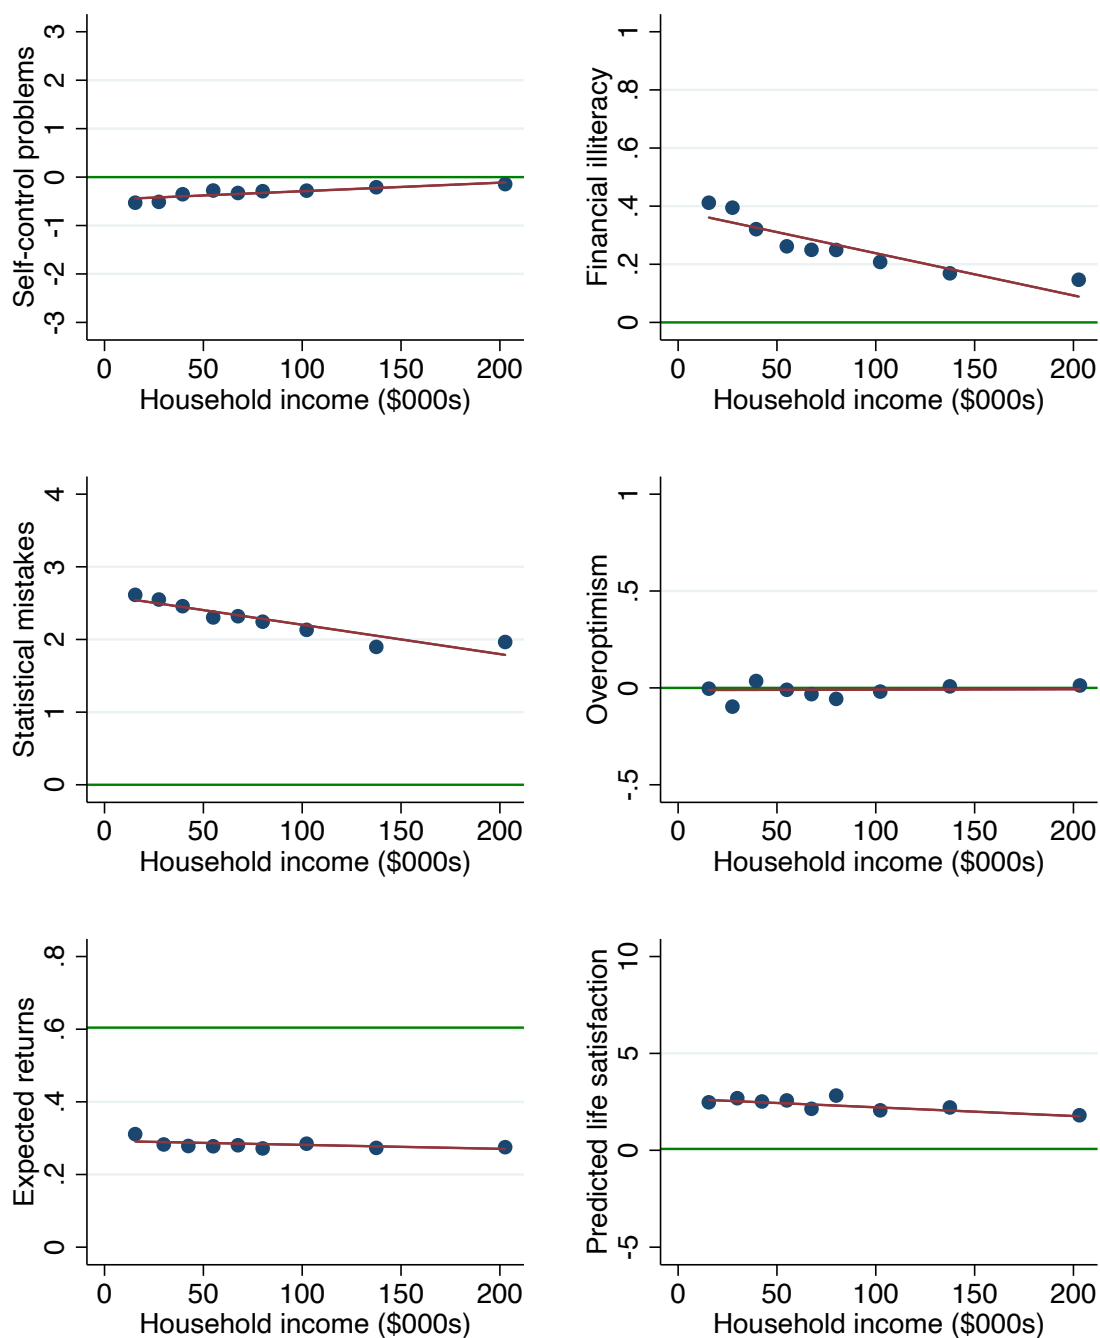 Self-control problems
3
2
1
0
-1
-2
-3
0 50 100 150 200
Household income ($000s)
Financial illiteracy
1
.8
.6
.4
.2
0
0 50 100 150 200
Household income ($000s)
Statistical mistakes
4
3
2
1
0
0 50 100 150 200
Household income ($000s)
Overoptimism
1
.5
0
-.5
0 50 100 150 200
Household income ($000s)
Expected returns
.8
.6
.4
.2
0
0 50 100 150 200
Household income ($000s)
Predicted life satisfaction
10
5
0
-5
0 50 100 150 200
Household income ($000s)